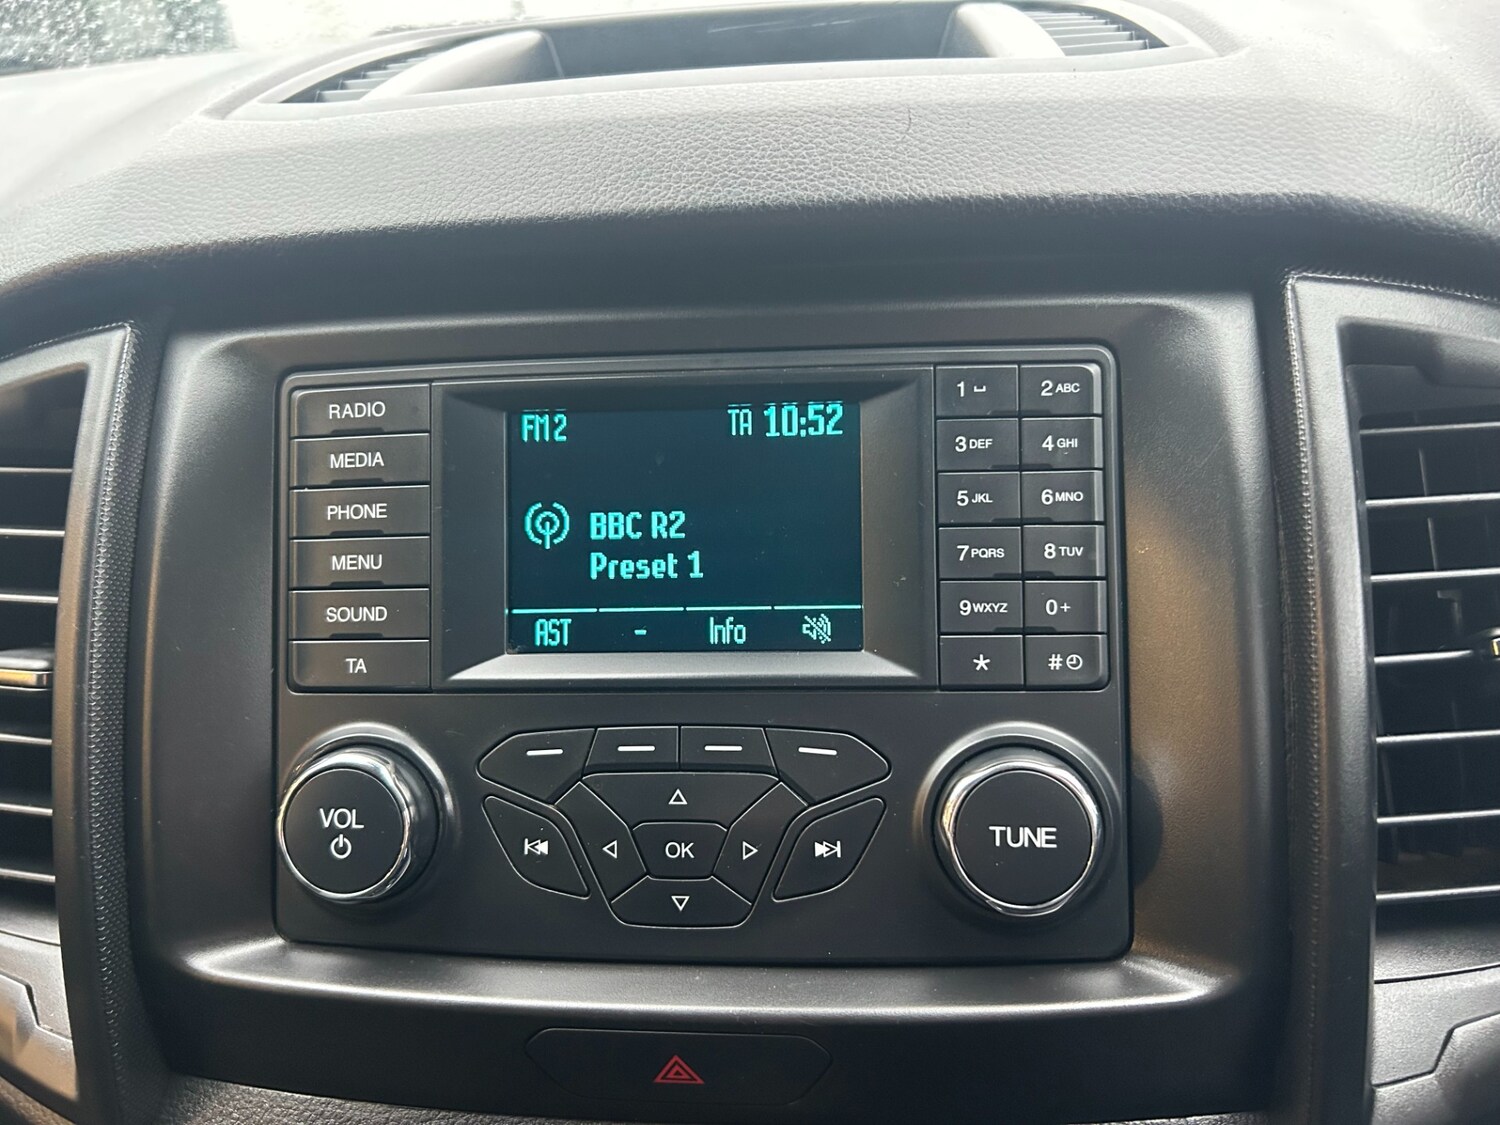 RADIO
MEDIA
PHONE
MENU
SOUND
TA
FM2 TA 10:52
BBC R2
Preset 1
AST - Info
1 ⎵ 2 ABC
3 DEF 4 GHI
5 JKL 6 MNO
7 PQRS 8 TUV
9 WXYZ 0 +
* #
VOL
OK
TUNE